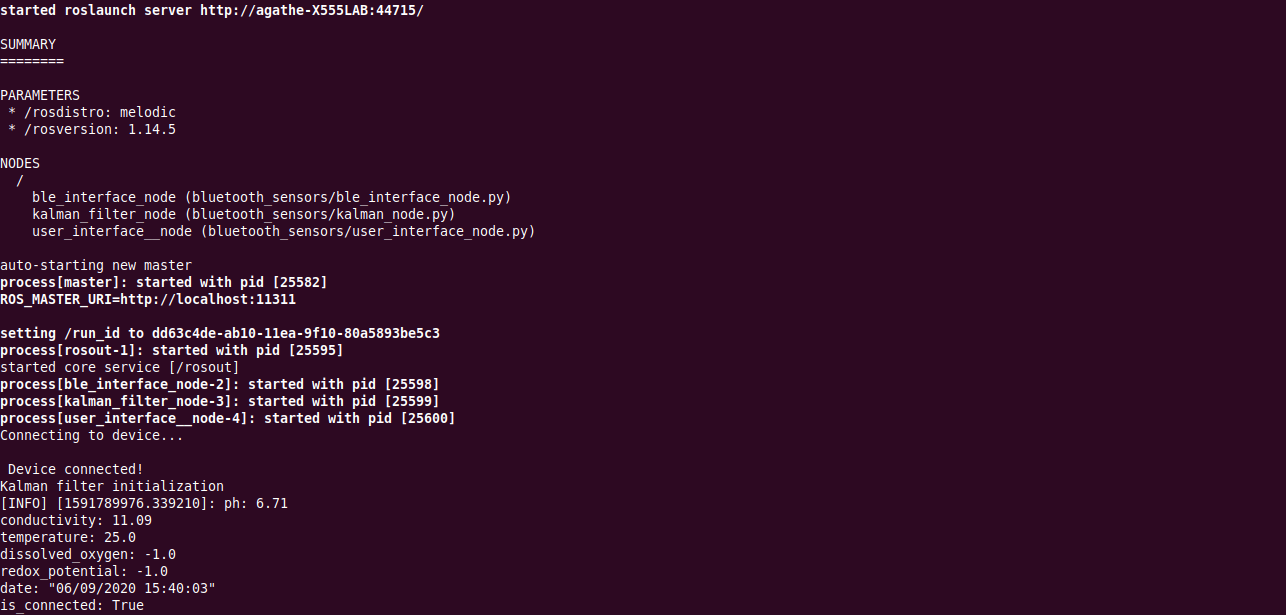 started roslaunch server http://agathe-X555LAB:44715/
SUMMARY
========
PARAMETERS
* /rosdistro: melodic
* /rosversion: 1.14.5
NODES
/
ble_interface_node (bluetooth_sensors/ble_interface_node.py)
kalman_filter_node (bluetooth_sensors/kalman_node.py)
user_interface__node (bluetooth_sensors/user_interface_node.py)
auto-starting new master
process[master]: started with pid [25582]
ROS_MASTER_URI=http://localhost:11311
setting /run_id to dd63c4de-ab10-11ea-9f10-80a5893be5c3
process[rosout-1]: started with pid [25595]
started core service [/rosout]
process[ble_interface_node-2]: started with pid [25598]
process[kalman_filter_node-3]: started with pid [25599]
process[user_interface__node-4]: started with pid [25600]
Connecting to device...
Device connected!
Kalman filter initialization
[INFO] [1591789976.339210]: ph: 6.71
conductivity: 11.09
temperature: 25.0
dissolved_oxygen: -1.0
redox_potential: -1.0
date: "06/09/2020 15:40:03"
is_connected: True